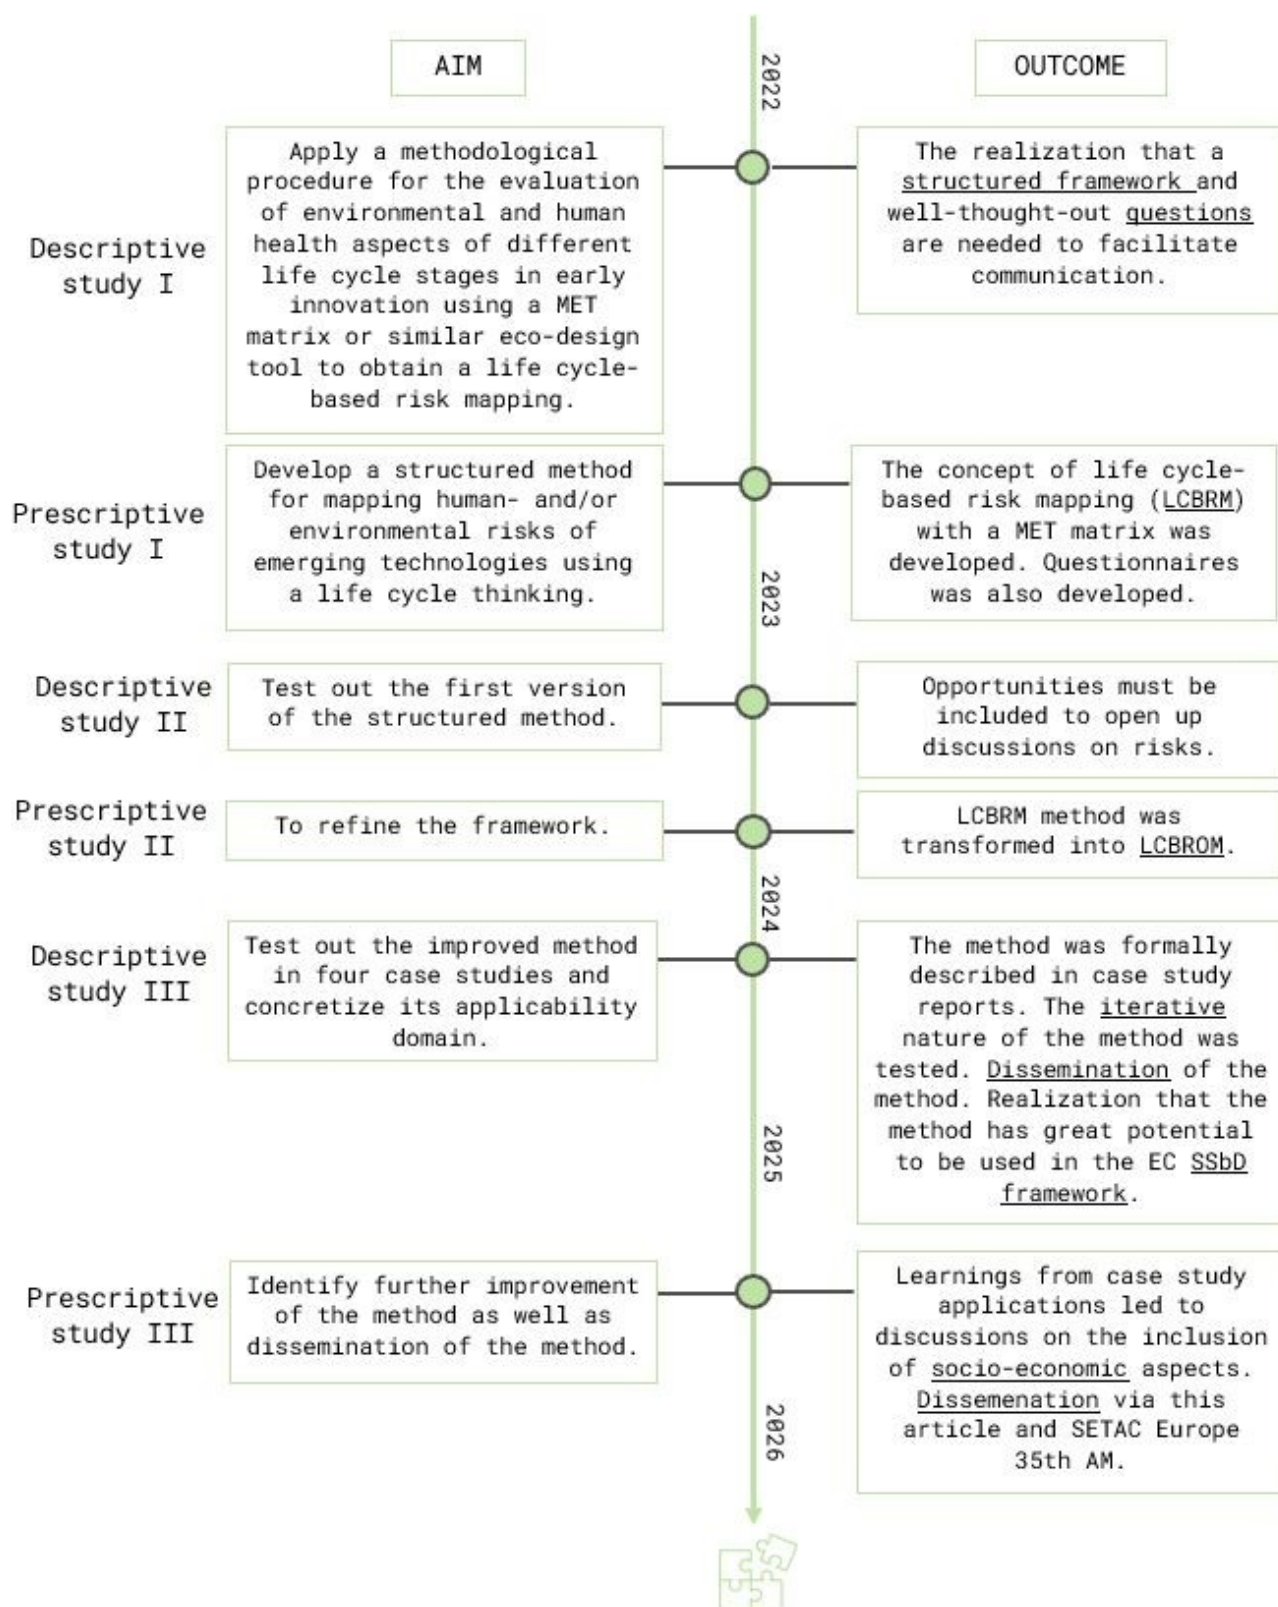 AIM
2022
OUTCOME
Descriptive
study I
Apply a methodological
procedure for the evaluation
of environmental and human
health aspects of different
life cycle stages in early
innovation using a MET
matrix or similar eco-design
tool to obtain a life cycle-
based risk mapping.
The realization that a
structured framework and
well-thought-out questions
are needed to facilitate
communication.
Prescriptive
study I
Develop a structured method
for mapping human- and/or
environmental risks of
emerging technologies using
a life cycle thinking.
The concept of life cycle-
based risk mapping (LCBRM)
with a MET matrix was
developed. Questionnaires
was also developed.
2023
Descriptive
study II
Test out the first version
of the structured method.
Opportunities must be
included to open up
discussions on risks.
Prescriptive
study II
To refine the framework.
LCBRM method was
transformed into LCBROM.
2024
Descriptive
study III
Test out the improved method
in four case studies and
concretize its applicability
domain.
The method was formally
described in case study
reports. The iterative
nature of the method was
tested. Dissemination of the
method. Realization that the
method has great potential
to be used in the EC SSbD
framework.
2025
Prescriptive
study III
Identify further improvement
of the method as well as
dissemination of the method.
Learnings from case study
applications led to
discussions on the inclusion
of socio-economic aspects.
Dissemenation via this
article and SETAC Europe
35th AM.
2026